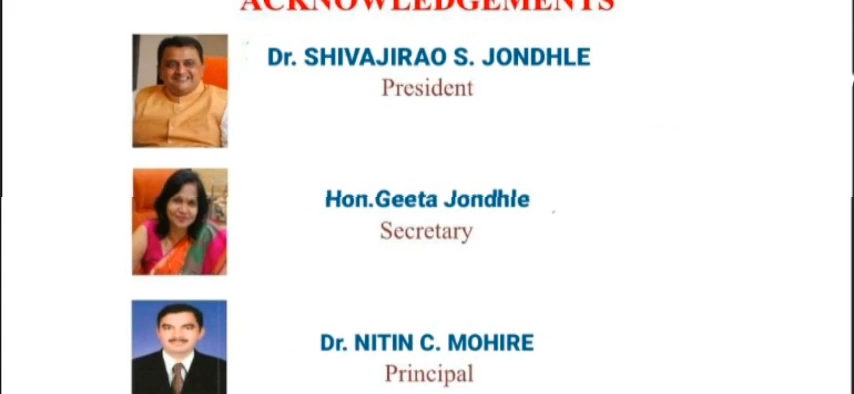 ACKNOWLEDGEMENTS
Dr. SHIVAJIRAO S. JONDHLE
President
Hon.Geeta Jondhle
Secretary
Dr. NITIN C. MOHIRE
Principal